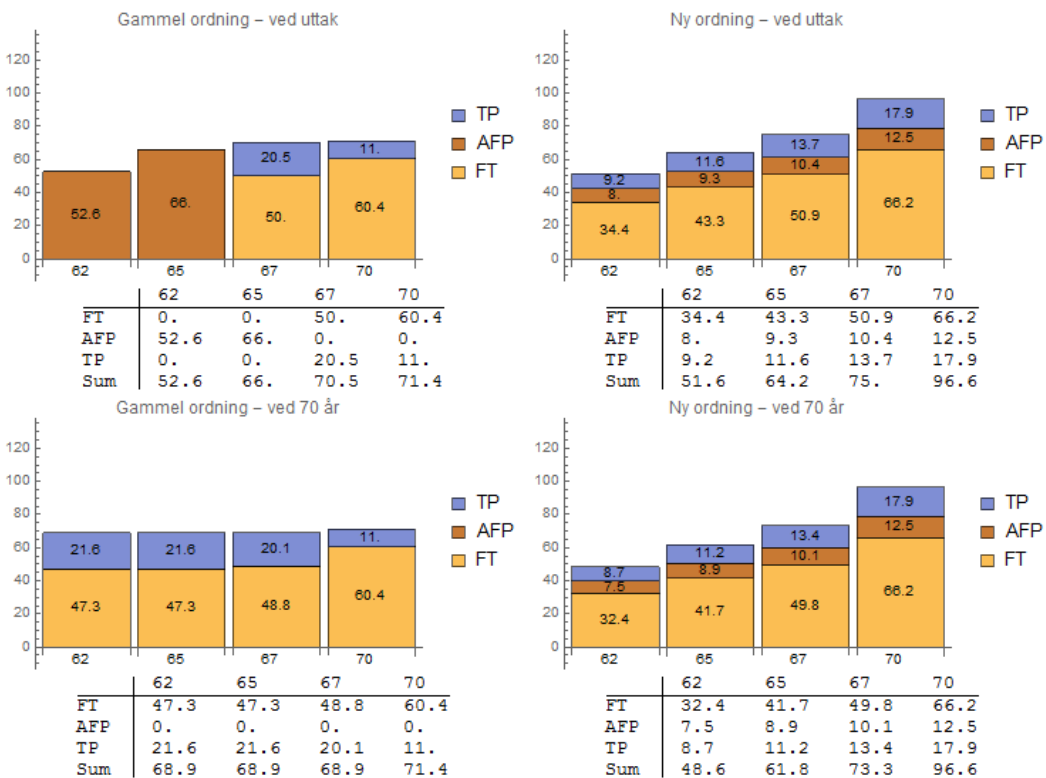 Gammel ordning – ved uttak
120
100
80
60
40
20
0
52.6
66.
20.5
50.
11.
60.4
62 65 67 70
TP
AFP
FT
62 65 67 70
FT 0. 0. 50. 60.4
AFP 52.6 66. 0. 0.
TP 0. 0. 20.5 11.
Sum 52.6 66. 70.5 71.4
Ny ordning – ved uttak
120
100
80
60
40
20
0
9.2
8.
34.4
11.6
9.3
43.3
13.7
10.4
50.9
17.9
12.5
66.2
62 65 67 70
TP
AFP
FT
62 65 67 70
FT 34.4 43.3 50.9 66.2
AFP 8. 9.3 10.4 12.5
TP 9.2 11.6 13.7 17.9
Sum 51.6 64.2 75. 96.6
Gammel ordning – ved 70 år
120
100
80
60
40
20
0
21.6
47.3
21.6
47.3
20.1
48.8
11.
60.4
62 65 67 70
TP
AFP
FT
62 65 67 70
FT 47.3 47.3 48.8 60.4
AFP 0. 0. 0. 0.
TP 21.6 21.6 20.1 11.
Sum 68.9 68.9 68.9 71.4
Ny ordning – ved 70 år
120
100
80
60
40
20
0
8.7
7.5
32.4
11.2
8.9
41.7
13.4
10.1
49.8
17.9
12.5
66.2
62 65 67 70
TP
AFP
FT
62 65 67 70
FT 32.4 41.7 49.8 66.2
AFP 7.5 8.9 10.1 12.5
TP 8.7 11.2 13.4 17.9
Sum 48.6 61.8 73.3 96.6